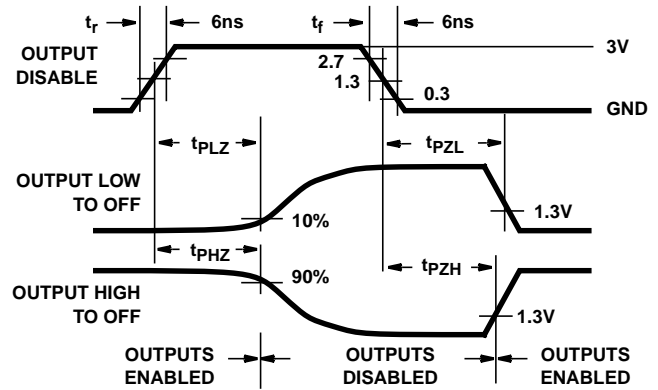 tr 6ns tf 6ns
OUTPUT
DISABLE
3V
2.7
1.3
0.3
GND
tPLZ tPZL
OUTPUT LOW
TO OFF
10%
1.3V
tPHZ tPZH
90%
OUTPUT HIGH
TO OFF
1.3V
OUTPUTS
ENABLED
OUTPUTS
DISABLED
OUTPUTS
ENABLED